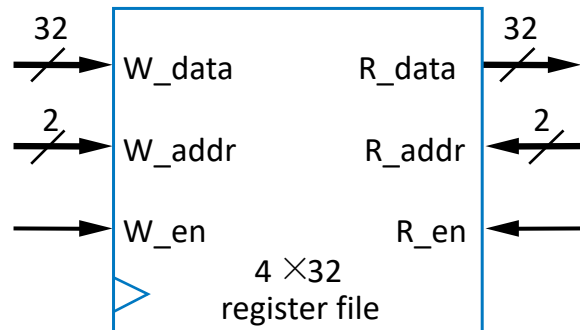 32 32
W_data R_data
2 2
W_addr R_addr
W_en R_en
4 ×32
register file